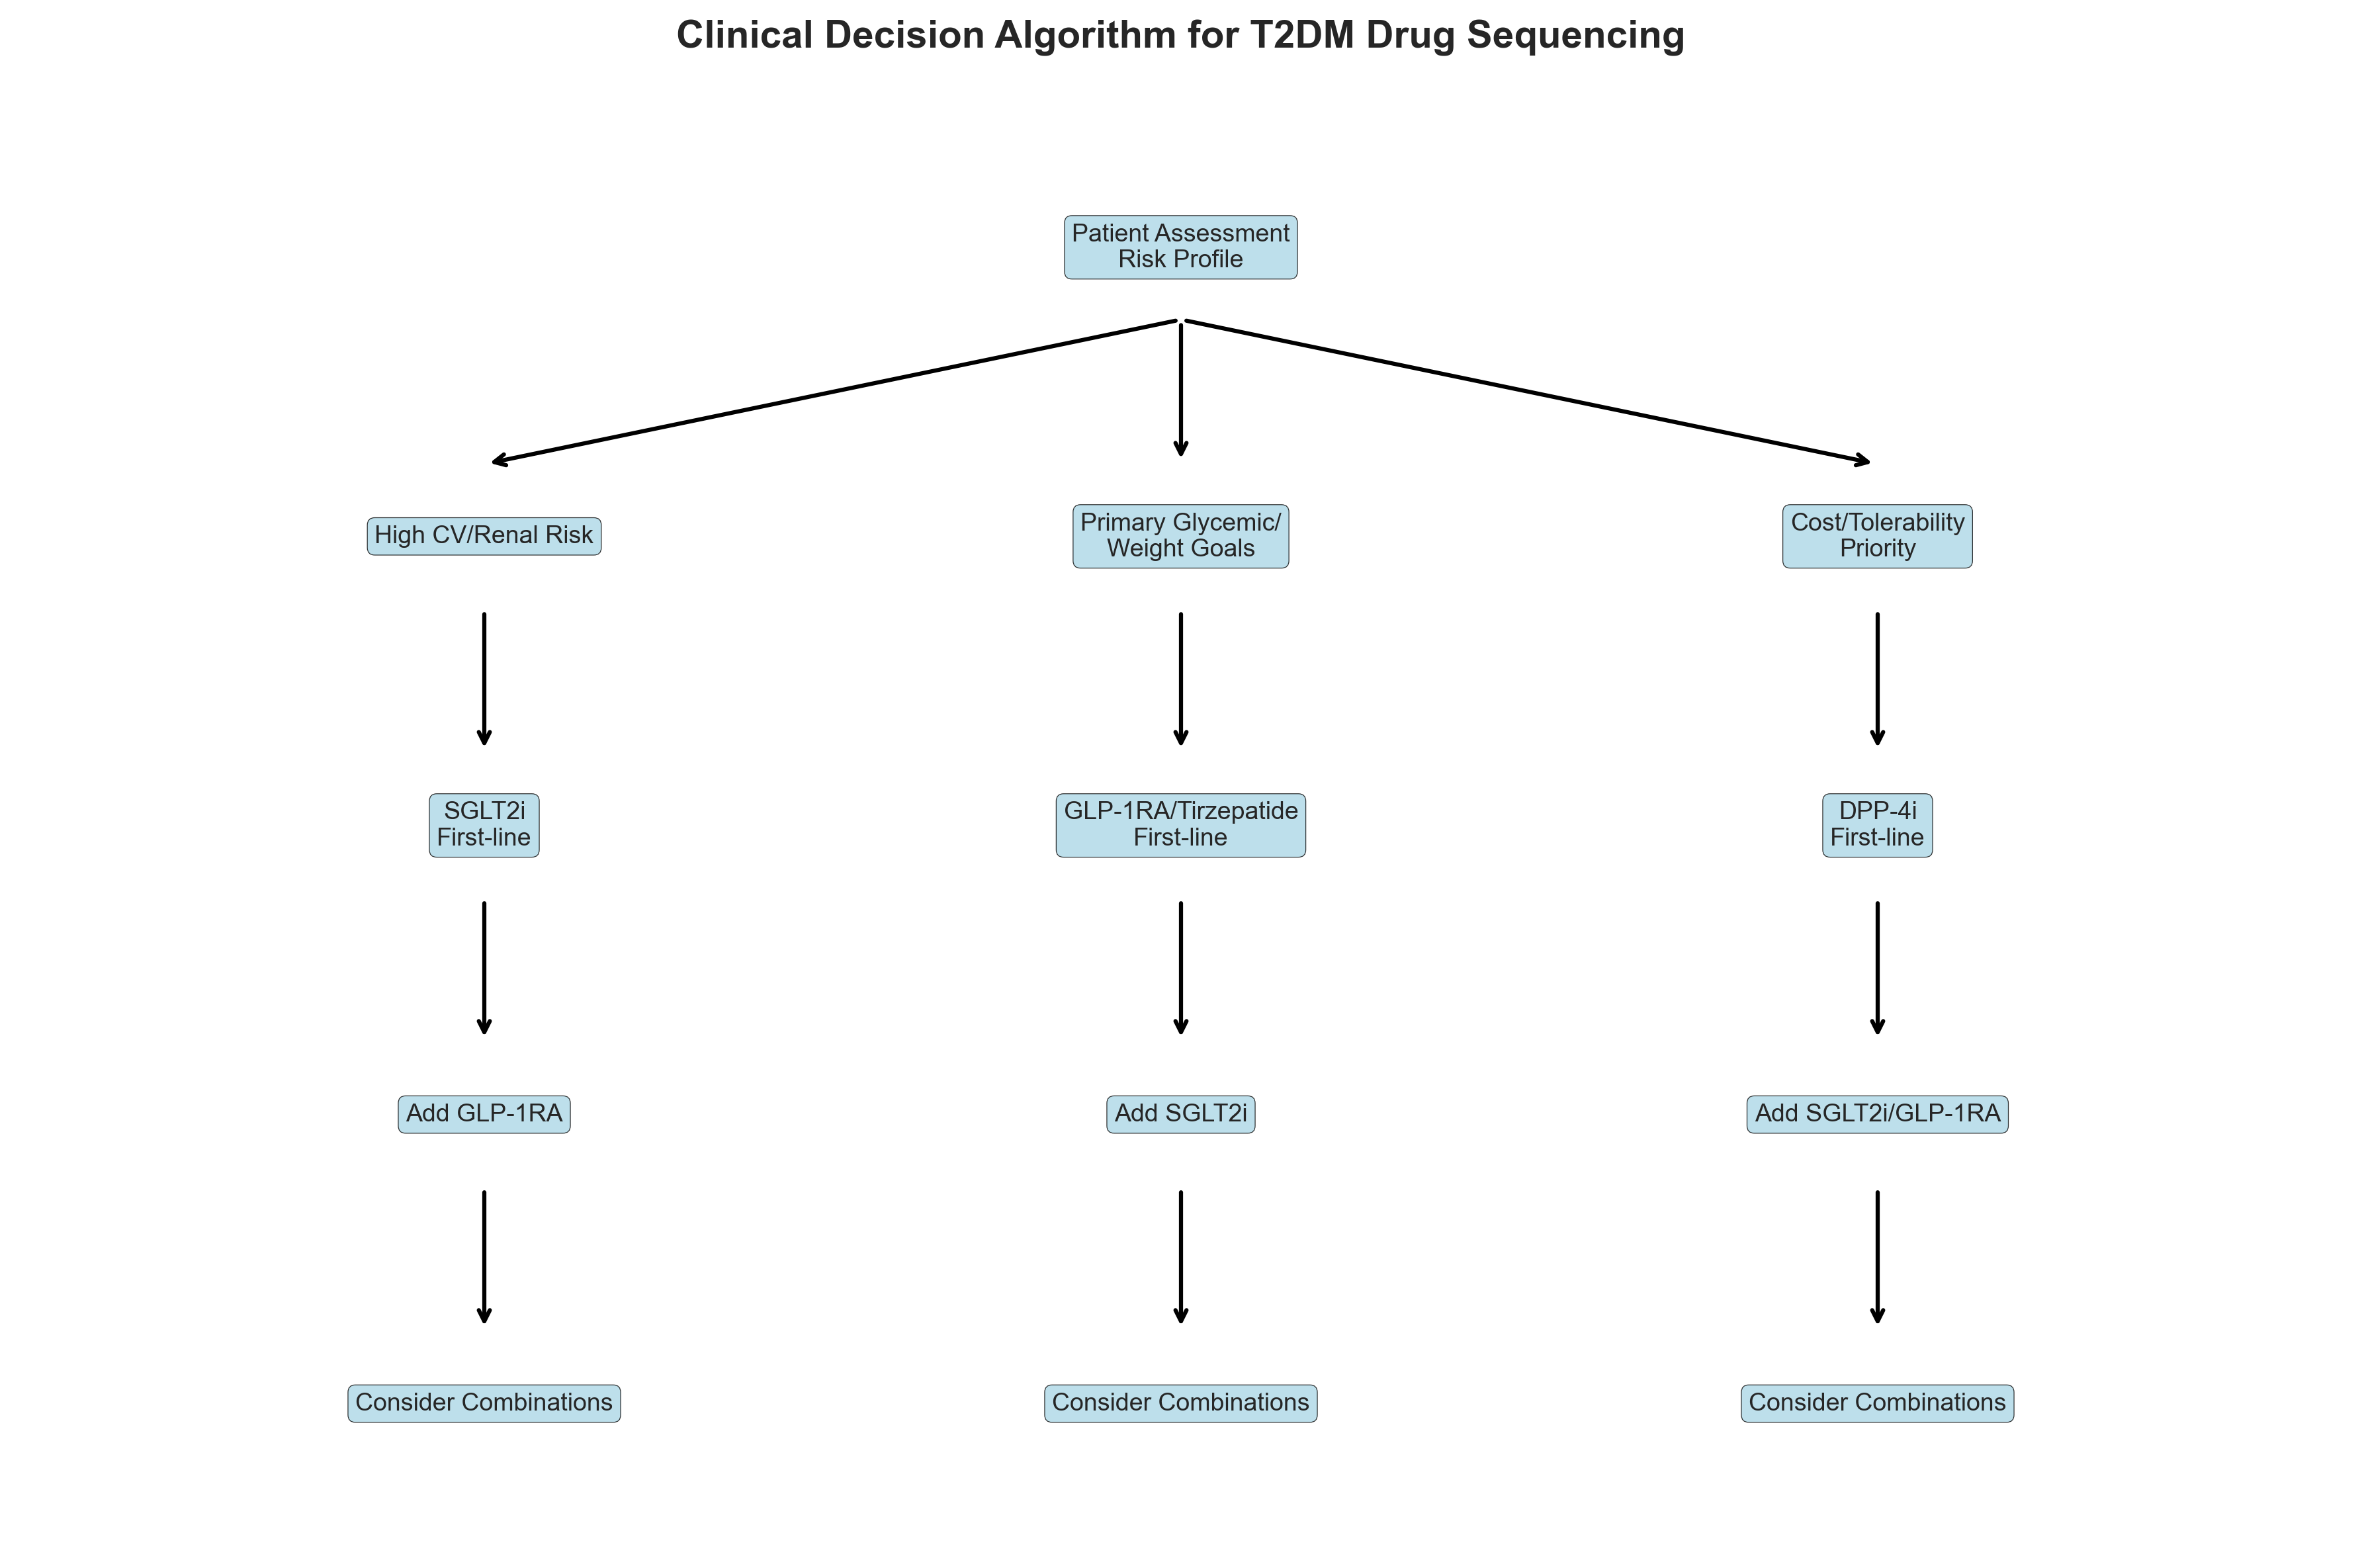 Clinical Decision Algorithm for T2DM Drug Sequencing
Patient Assessment
Risk Profile
High CV/Renal Risk
Primary Glycemic/
Weight Goals
Cost/Tolerability
Priority
SGLT2i
First-line
GLP-1RA/Tirzepatide
First-line
DPP-4i
First-line
Add GLP-1RA
Add SGLT2i
Add SGLT2i/GLP-1RA
Consider Combinations
Consider Combinations
Consider Combinations